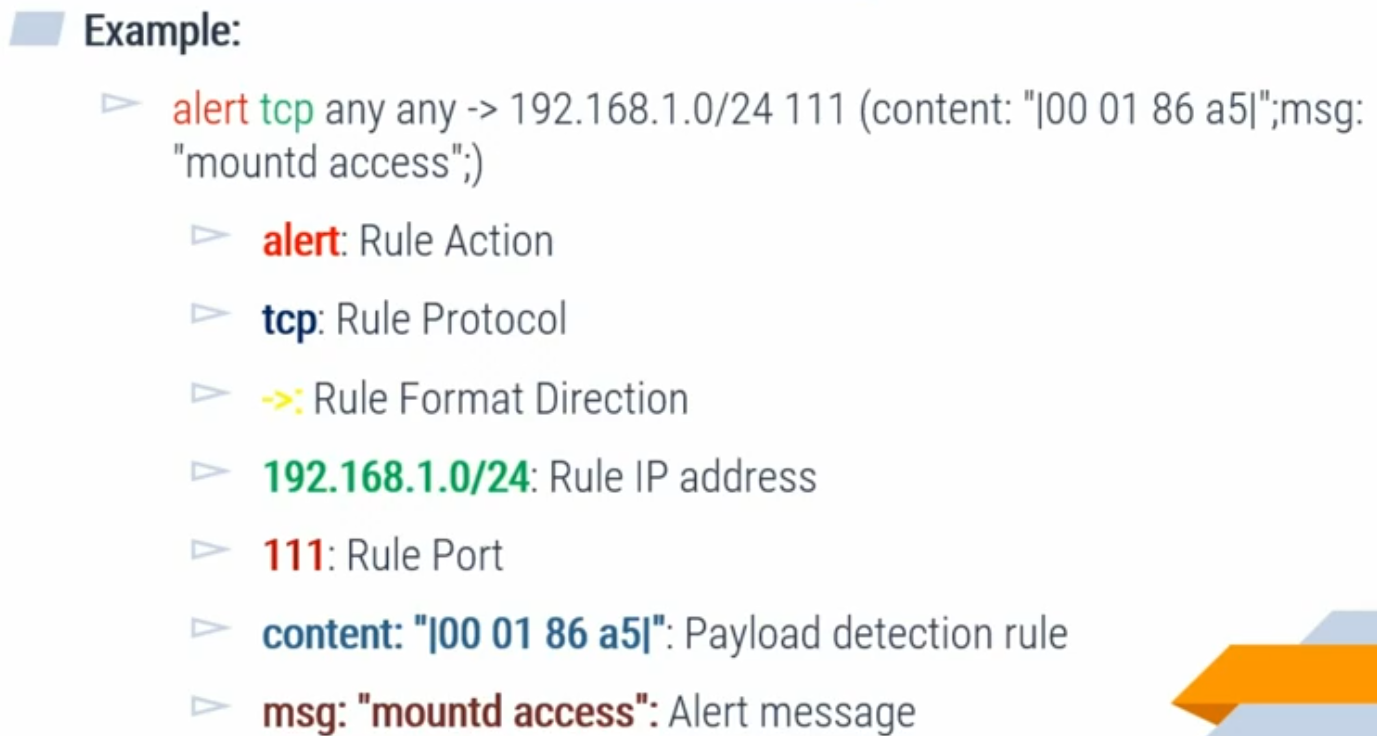 Example:
alert tcp any any -> 192.168.1.0/24 111 (content: "|00 01 86 a5|";msg:
"mountd access";)
alert: Rule Action
tcp: Rule Protocol
->: Rule Format Direction
192.168.1.0/24: Rule IP address
111: Rule Port
content: "|00 01 86 a5|": Payload detection rule
msg: "mountd access": Alert message